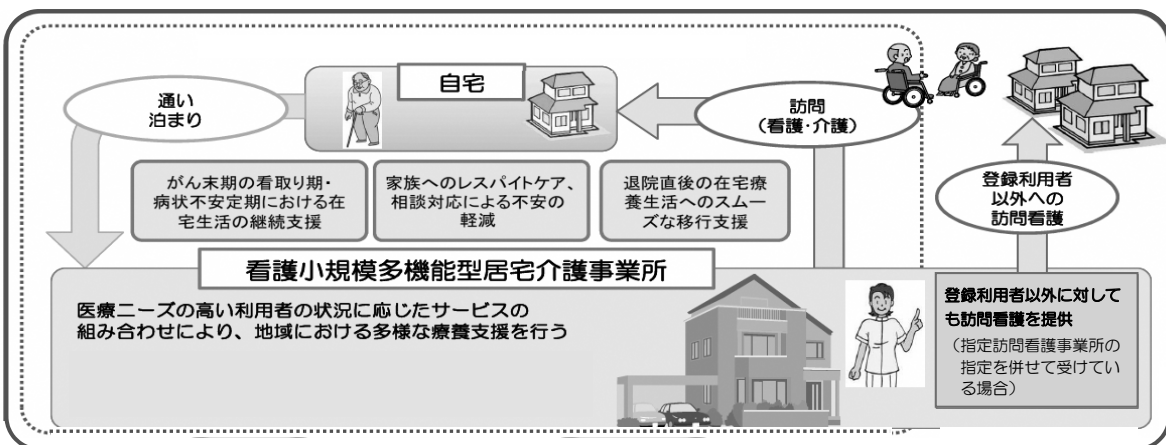 自宅
通い
泊まり
訪問
(看護・介護)
がん末期の看取り期・
病状不安定期における在
宅生活の継続支援
家族へのレスパイトケア、
相談対応による不安の
軽減
退院直後の在宅療
養生活へのスムー
ズな移行支援
登録利用者
以外への
訪問看護
看護小規模多機能型居宅介護事業所
医療ニーズの高い利用者の状況に応じたサービスの
組み合わせにより、地域における多様な療養支援を行う
登録利用者以外に対して
も訪問看護を提供
(指定訪問看護事業所の
指定を併せて受けてい
る場合)